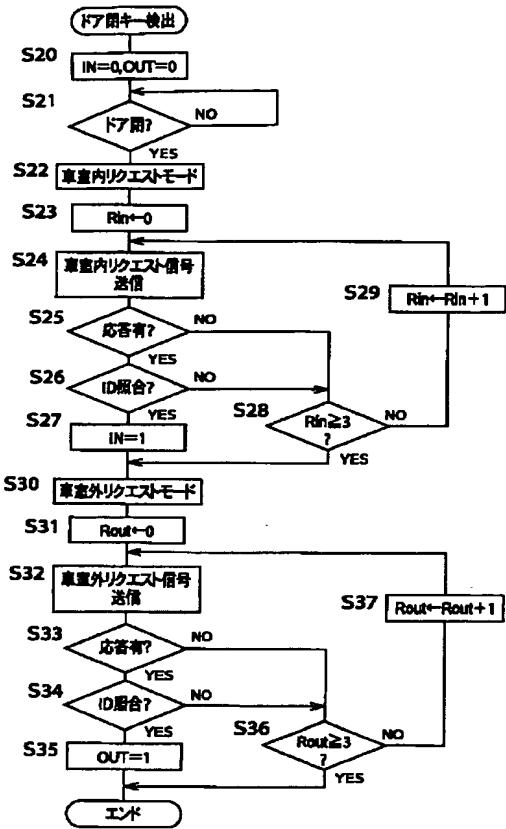 ドア閉キー検出
S20
IN=0,OUT=0
S21
ドア閉?
NO
YES
S22
車室内リクエストモード
S23
Rin←0
S24
車室内リクエスト信号
送信
S29
Rin←Rin+1
S25
応答有?
NO
YES
S26
ID照合?
NO
YES
S27
IN=1
S28
Rin≧3
?
NO
YES
S30
車室外リクエストモード
S31
Rout←0
S32
車室外リクエスト信号
送信
S37
Rout←Rout+1
S33
応答有?
NO
YES
S34
ID照合?
NO
YES
S35
OUT=1
S36
Rout≧3
?
NO
YES
エンド